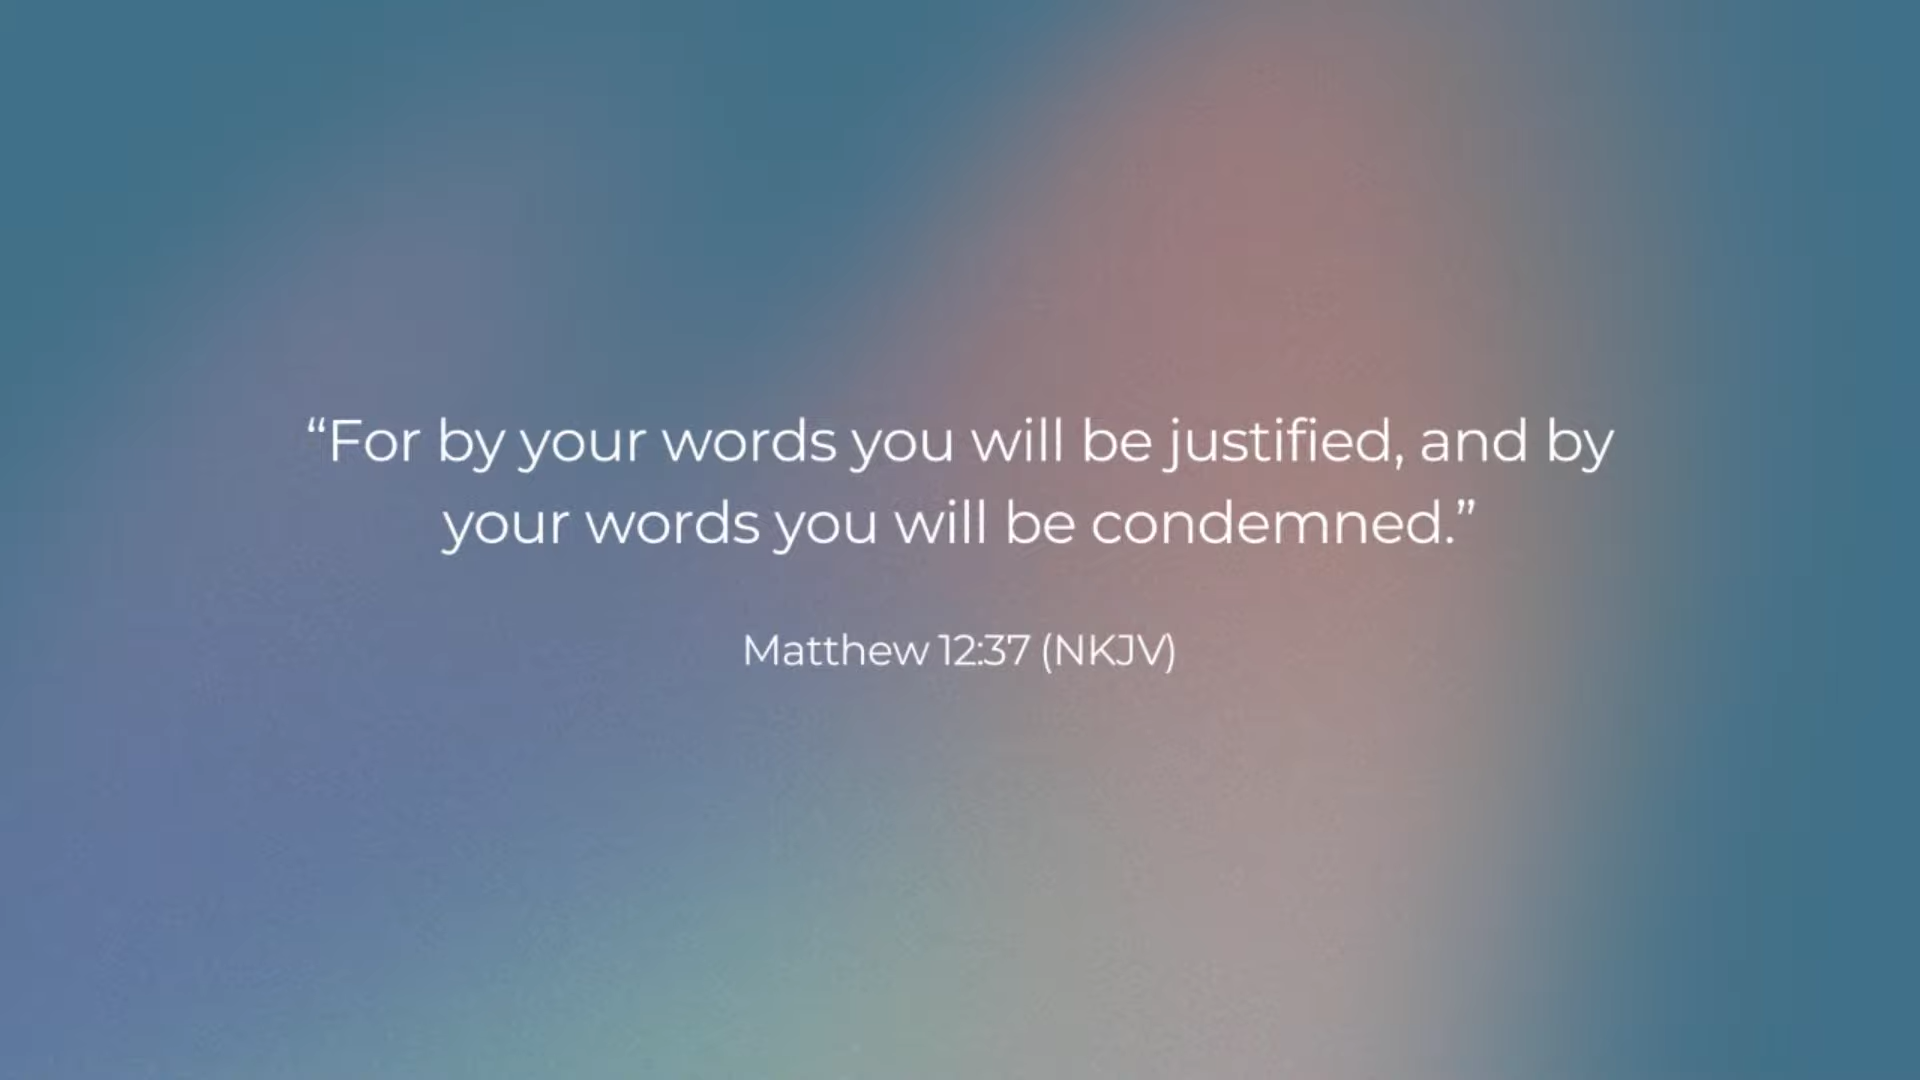 “For by your words you will be justified, and by
your words you will be condemned.”
Matthew 12:37 (NKJV)